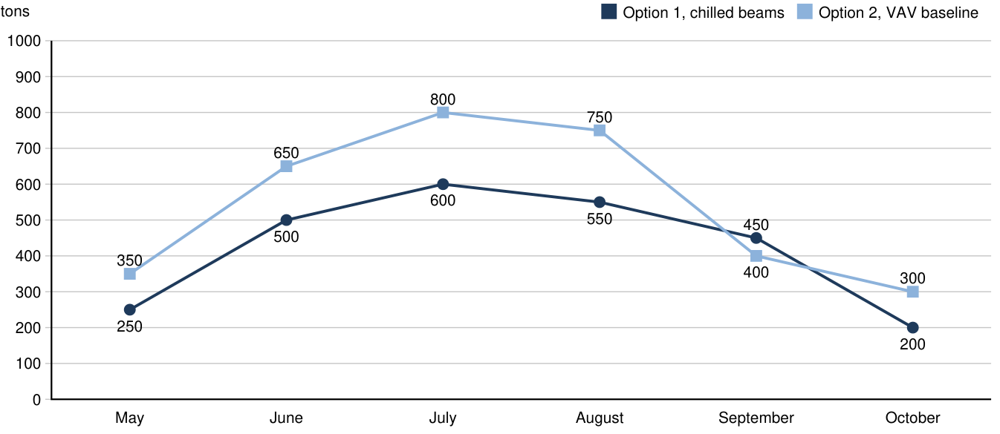 tons
Option 1, chilled beams
Option 2, VAV baseline
1000
900
800
700
600
500
400
300
200
100
0
350
650
800
750
450
300
250
500
600
550
400
200
May
June
July
August
September
October